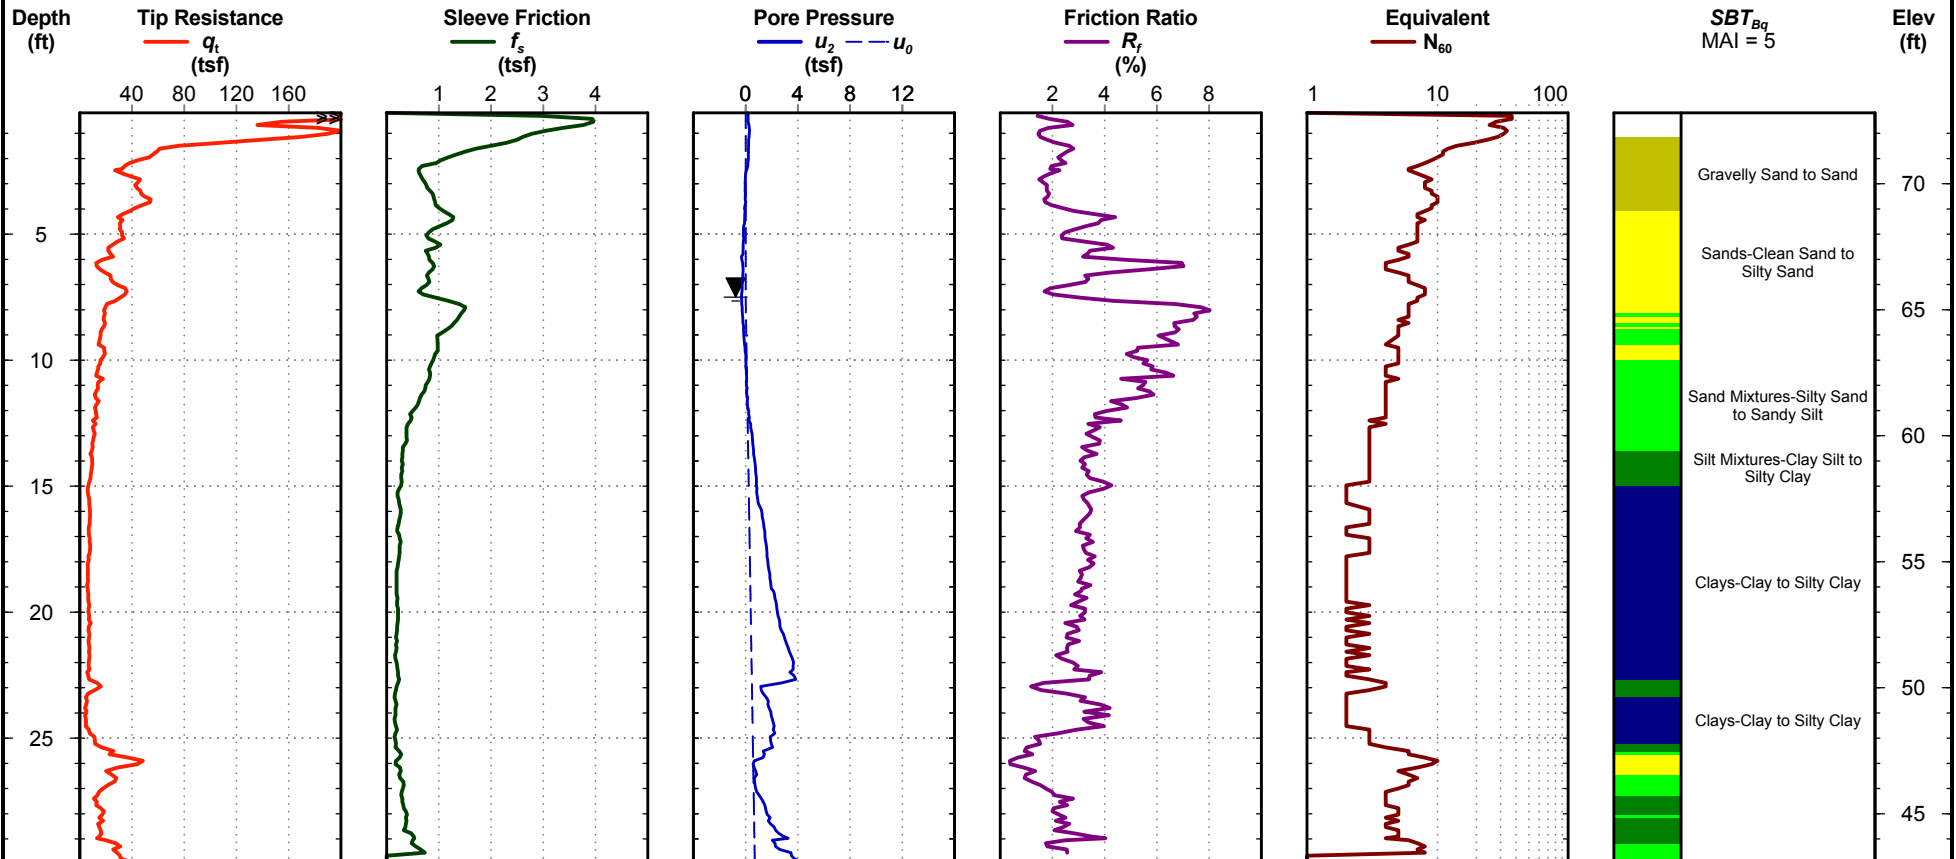 Depth
(ft)
Tip Resistance
qt
(tsf)
Sleeve Friction
fs
(tsf)
Pore Pressure
u2 u0
(tsf)
Friction Ratio
Rf
(%)
Equivalent
N60
SBTBq
MAI = 5
Elev
(ft)
40 80 120 160
1 2 3 4
0 4 8 12
2 4 6 8
1 10 100
>>
Gravelly Sand to Sand
70
5
Sands-Clean Sand to
Silty Sand
65
10
Sand Mixtures-Silty Sand
to Sandy Silt
60
Silt Mixtures-Clay Silt to
Silty Clay
15
55
Clays-Clay to Silty Clay
20
50
Clays-Clay to Silty Clay
25
45